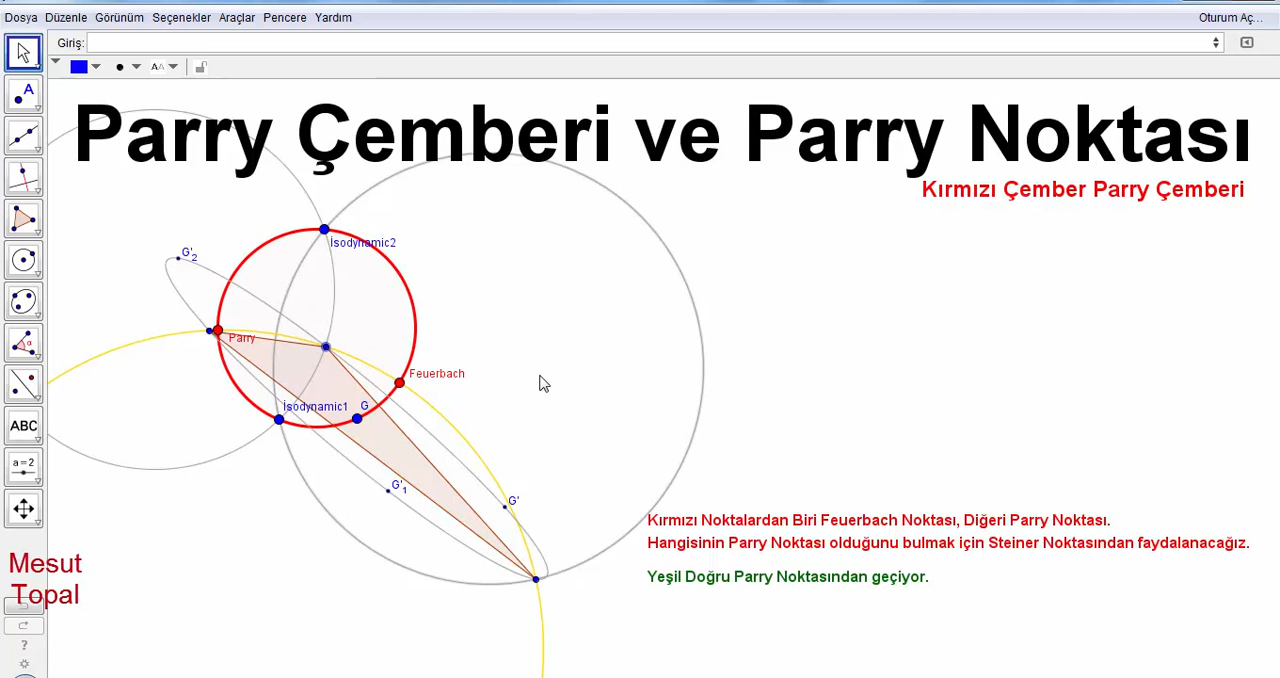 Dosya Düzenle Görünüm Seçenekler Araçlar Pencere Yardım Oturum Aç...
Giriş:
AA
A
Parry Çemberi ve Parry Noktası
Kırmızı Çember Parry Çemberi
İsodynamic2
G'2
Parry
Feuerbach
İsodynamic1 G
α
ABC
a=2
G'1
G'
Kırmızı Noktalardan Biri Feuerbach Noktası, Diğeri Parry Noktası.
Hangisinin Parry Noktası olduğunu bulmak için Steiner Noktasından faydalanacağız.
Yeşil Doğru Parry Noktasından geçiyor.
Mesut
Topal
?